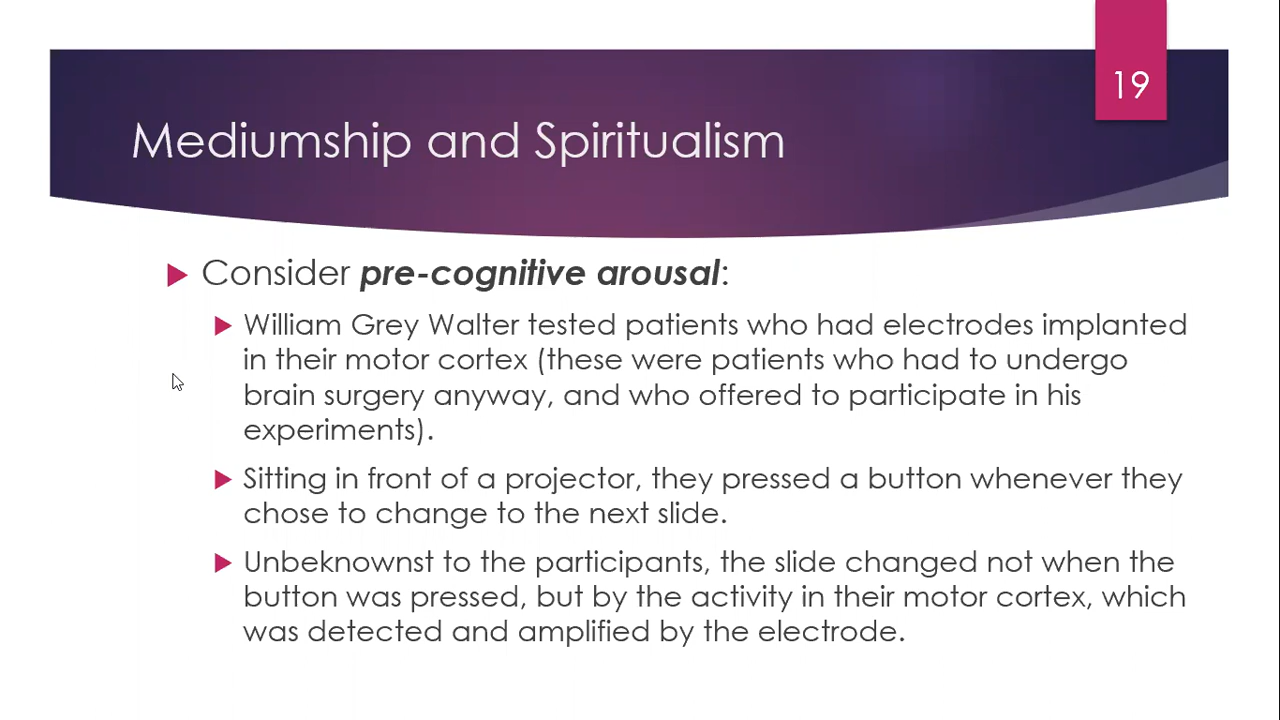 19
Mediumship and Spiritualism
Consider pre-cognitive arousal:
William Grey Walter tested patients who had electrodes implanted
in their motor cortex (these were patients who had to undergo
brain surgery anyway, and who offered to participate in his
experiments).
Sitting in front of a projector, they pressed a button whenever they
chose to change to the next slide.
Unbeknownst to the participants, the slide changed not when the
button was pressed, but by the activity in their motor cortex, which
was detected and amplified by the electrode.